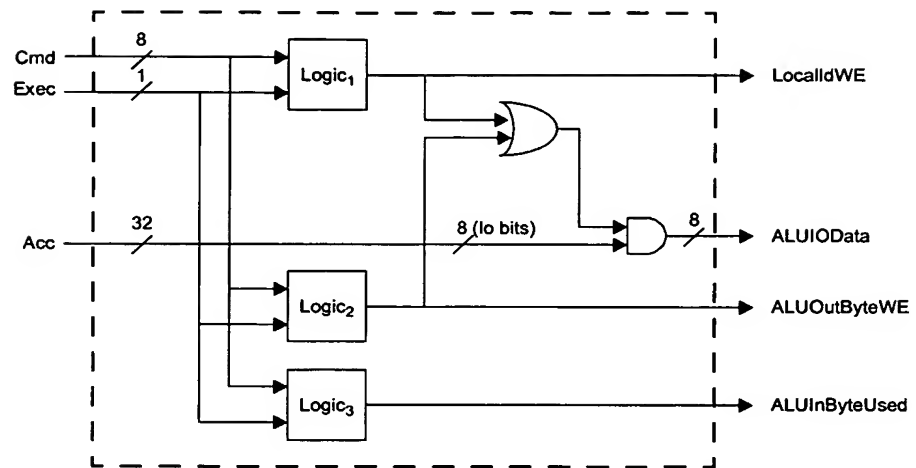 8
Cmd
Logic1
LocalIdWE
1
Exec
32
Acc
8 (lo bits)
8
ALUIOData
Logic2
ALUOutByteWE
Logic3
ALUInByteUsed